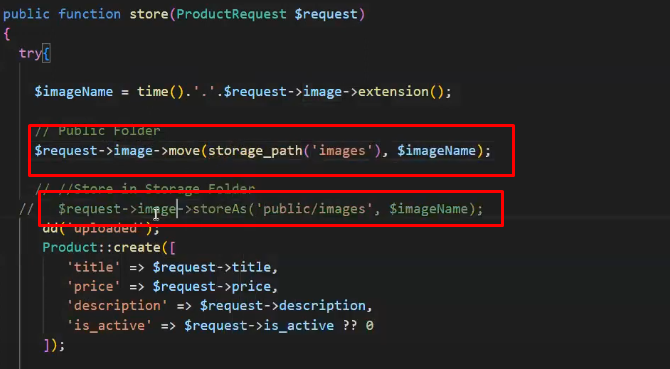 public function store(ProductRequest $request)
{
try{
$imageName = time().'.'.$request->image->extension();
// Public Folder
$request->image->move(storage_path('images'), $imageName);
// //Store in Storage Folder
// $request->image->storeAs('public/images', $imageName);
dd('uploaded');
Product::create([
'title' => $request->title,
'price' => $request->price,
'description' => $request->description,
'is_active' => $request->is_active ?? 0
]);